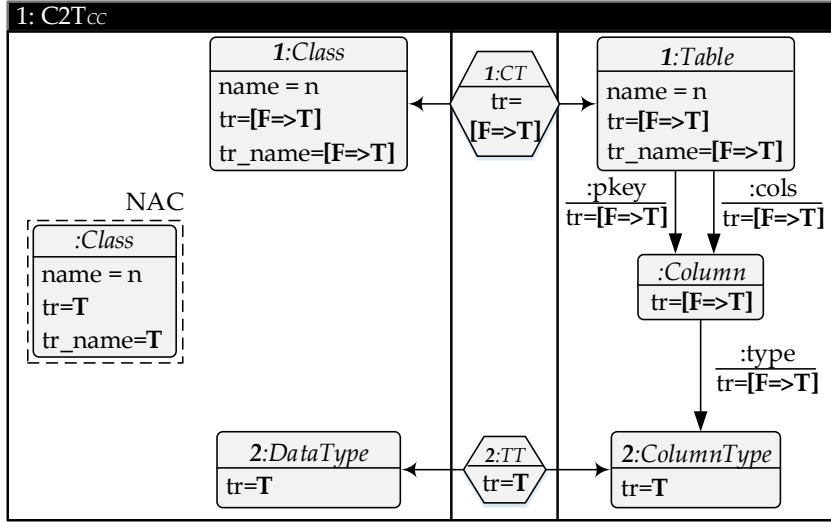 1: C2Tcc
1:Class
name = n
tr=[F=>T]
tr_name=[F=>T]
1:CT
tr=
[F=>T]
1:Table
name = n
tr=[F=>T]
tr_name=[F=>T]
:pkey
tr=[F=>T]
:cols
tr=[F=>T]
NAC
:Class
name = n
tr=T
tr_name=T
:Column
tr=[F=>T]
:type
tr=[F=>T]
2:DataType
tr=T
2:TT
tr=T
2:ColumnType
tr=T